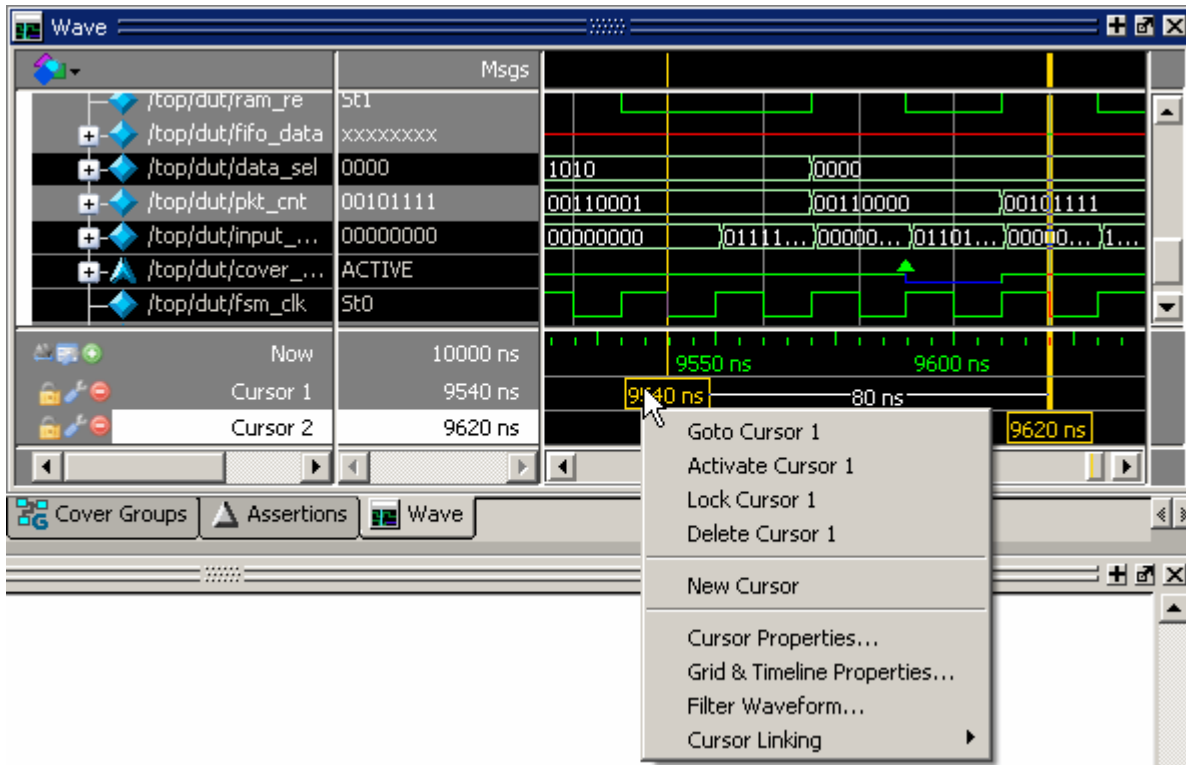 Wave
Msgs
/top/dut/ram_re St1
/top/dut/fifo_data xxxxxxxx
/top/dut/data_sel 0000 1010 0000
/top/dut/pkt_cnt 00101111 00110001 00110000 00101111
/top/dut/input_... 00000000 00000000 01111... 00000... 01101... 00000... 1...
/top/dut/cover_... ACTIVE
/top/dut/fsm_clk St0
Now 10000 ns 9550 ns 9600 ns
Cursor 1 9540 ns 9540 ns 80 ns
Cursor 2 9620 ns 9620 ns
Goto Cursor 1
Activate Cursor 1
Lock Cursor 1
Delete Cursor 1
New Cursor
Cursor Properties...
Grid & Timeline Properties...
Filter Waveform...
Cursor Linking
Cover Groups Assertions Wave